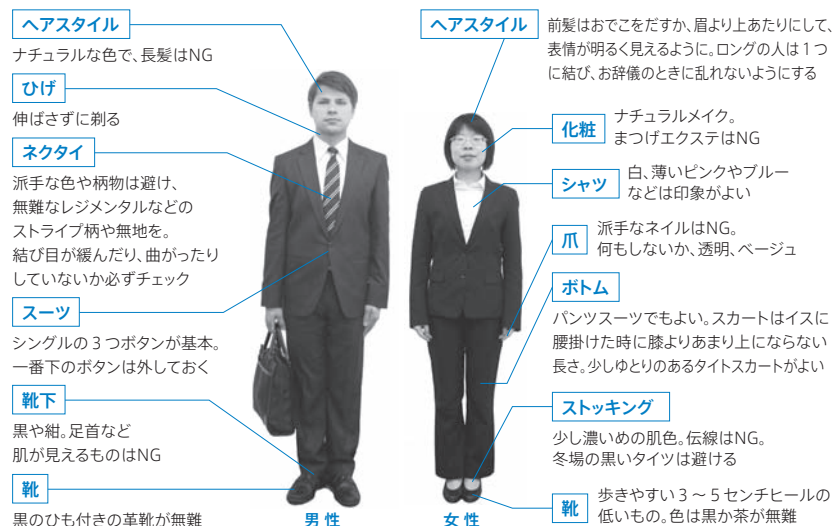 ヘアスタイル
ナチュラルな色で、長髪はNG
ひげ
伸ばさずに剃る
ネクタイ
派手な色や柄物は避け、
無難なレジメンタルなどの
ストライプ柄や無地を。
結び目が緩んだり、曲がったり
していないか必ずチェック
スーツ
シングルの3つボタンが基本。
一番下のボタンは外しておく
靴下
黒や紺。足首など
肌が見えるものはNG
靴
黒のひも付きの革靴が無難
男性
ヘアスタイル
前髪はおでこをだすか、眉より上あたりにして、
表情が明るく見えるように。ロングの人は1つ
に結び、お辞儀のときに乱れないようにする
化粧
ナチュラルメイク。
まつげエクステはNG
シャツ
白、薄いピンクやブルー
などは印象がよい
爪
派手なネイルはNG。
何もしないか、透明、ベージュ
ボトム
パンツスーツでもよい。スカートはイスに
腰掛けた時に膝よりあまり上にならない
長さ。少しゆとりのあるタイトスカートがよい
ストッキング
少し濃いめの肌色。伝線はNG。
冬場の黒いタイツは避ける
靴
歩きやすい3～5センチヒールの
低いもの。色は黒か茶が無難
女性